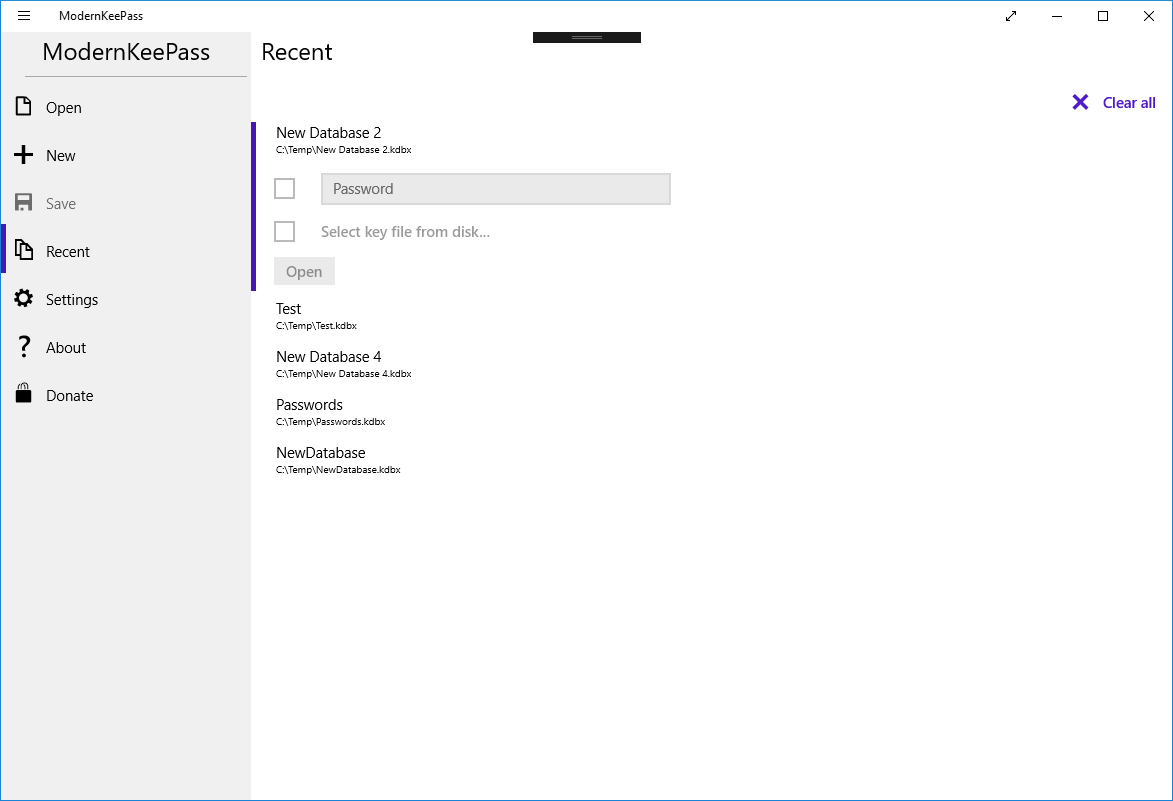 ModernKeePass
ModernKeePass
Open
New
Save
Recent
Settings
About
Donate
Recent
Clear all
New Database 2
C:\Temp\New Database 2.kdbx
Password
Select key file from disk...
Open
Test
C:\Temp\Test.kdbx
New Database 4
C:\Temp\New Database 4.kdbx
Passwords
C:\Temp\Passwords.kdbx
NewDatabase
C:\Temp\NewDatabase.kdbx